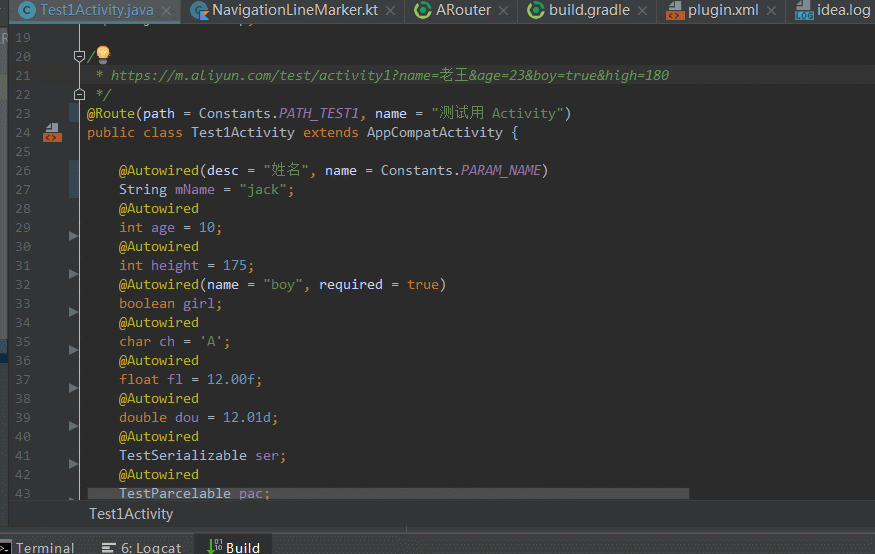 Test1Activity.java NavigationLineMarker.kt ARouter build.gradle plugin.xml idea.log
19
20 /
21 * https://m.aliyun.com/test/activity1?name=老王&age=23&boy=true&high=180
22 */
23 @Route(path = Constants.PATH_TEST1, name = "测试用 Activity")
24 public class Test1Activity extends AppCompatActivity {
25
26 @Autowired(desc = "姓名", name = Constants.PARAM_NAME)
27 String mName = "jack";
28 @Autowired
29 int age = 10;
30 @Autowired
31 int height = 175;
32 @Autowired(name = "boy", required = true)
33 boolean girl;
34 @Autowired
35 char ch = 'A';
36 @Autowired
37 float fl = 12.00f;
38 @Autowired
39 double dou = 12.01d;
40 @Autowired
41 TestSerializable ser;
42 @Autowired
43 TestParcelable pac;
Test1Activity
Terminal 6: Logcat Build